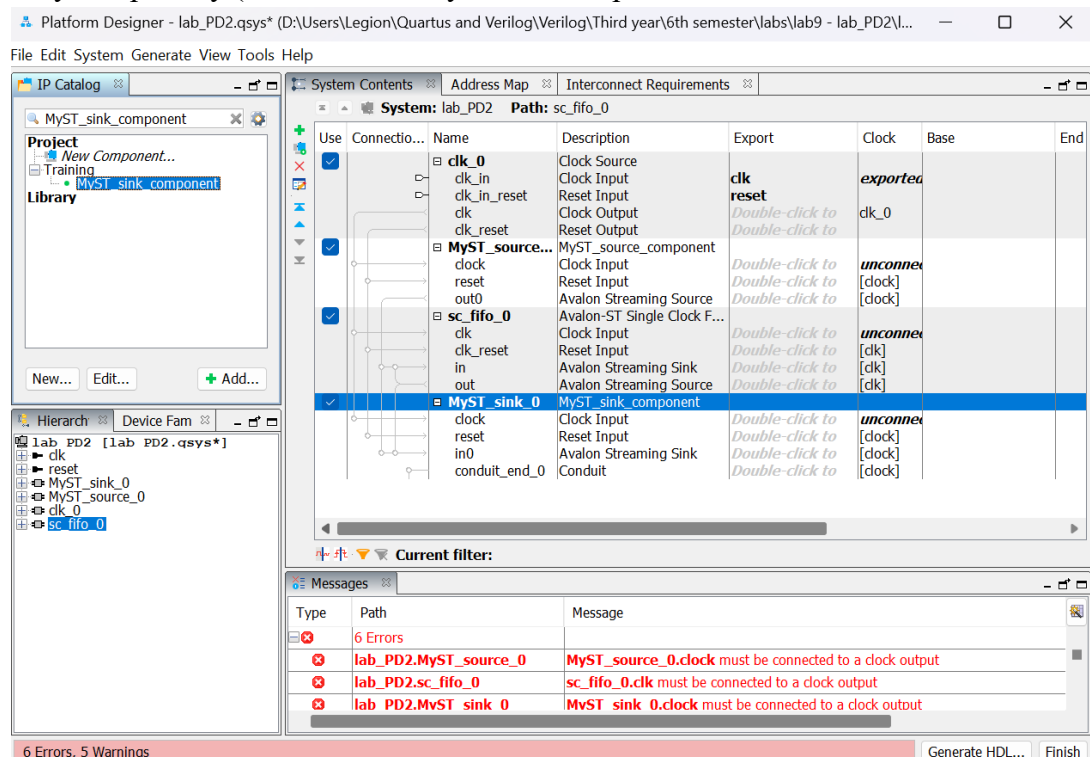 Platform Designer - lab_PD2.qsys* (D:\Users\Legion\Quartus and Verilog\Verilog\Third year\6th semester\labs\lab9 - lab_PD2\l...
File Edit System Generate View Tools Help
IP Catalog
MyST_sink_component
Project
New Component...
Training
MyST_sink_component
Library
New... Edit... Add...
Hierarch Device Fam
lab PD2 [lab PD2.qsys*]
clk
reset
MyST_sink_0
MyST_source_0
clk_0
sc_fifo_0
System Contents Address Map Interconnect Requirements
System: lab_PD2 Path: sc_fifo_0
Use Connectio... Name Description Export Clock Base End
clk_0 Clock Source
clk_in Clock Input clk exported
clk_in_reset Reset Input reset
clk Clock Output Double-click to clk_0
clk_reset Reset Output Double-click to
MyST_source... MyST_source_component
clock Clock Input Double-click to unconnec
reset Reset Input Double-click to [clock]
out0 Avalon Streaming Source Double-click to [clock]
sc_fifo_0 Avalon-ST Single Clock F...
clk Clock Input Double-click to unconnec
clk_reset Reset Input Double-click to [clk]
in Avalon Streaming Sink Double-click to [clk]
out Avalon Streaming Source Double-click to [clk]
MyST_sink_0 MyST_sink_component
clock Clock Input Double-click to unconnec
reset Reset Input Double-click to [clock]
in0 Avalon Streaming Sink Double-click to [clock]
conduit_end_0 Conduit Double-click to [clock]
Current filter:
Messages
Type Path Message
6 Errors
lab_PD2.MyST_source_0 MyST_source_0.clock must be connected to a clock output
lab_PD2.sc_fifo_0 sc_fifo_0.clk must be connected to a clock output
lab_PD2.MyST_sink_0 MyST_sink_0.clock must be connected to a clock output
6 Errors, 5 Warnings
Generate HDL... Finish